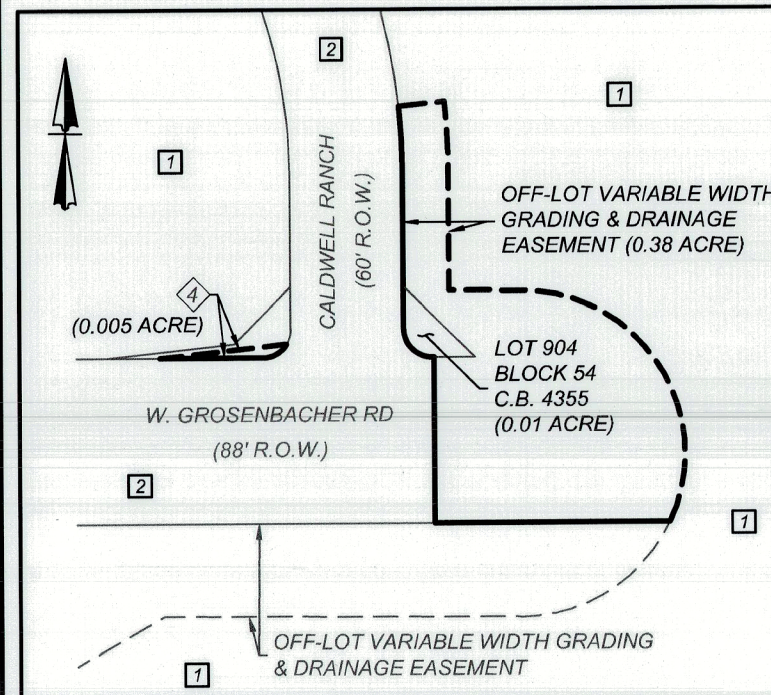 2
1
1
CALDWELL RANCH
(60' R.O.W.)
OFF-LOT VARIABLE WIDTH
GRADING & DRAINAGE
EASEMENT (0.38 ACRE)
4
(0.005 ACRE)
LOT 904
BLOCK 54
C.B. 4355
(0.01 ACRE)
W. GROSENBACHER RD
(88' R.O.W.)
2
1
OFF-LOT VARIABLE WIDTH GRADING
& DRAINAGE EASEMENT
1